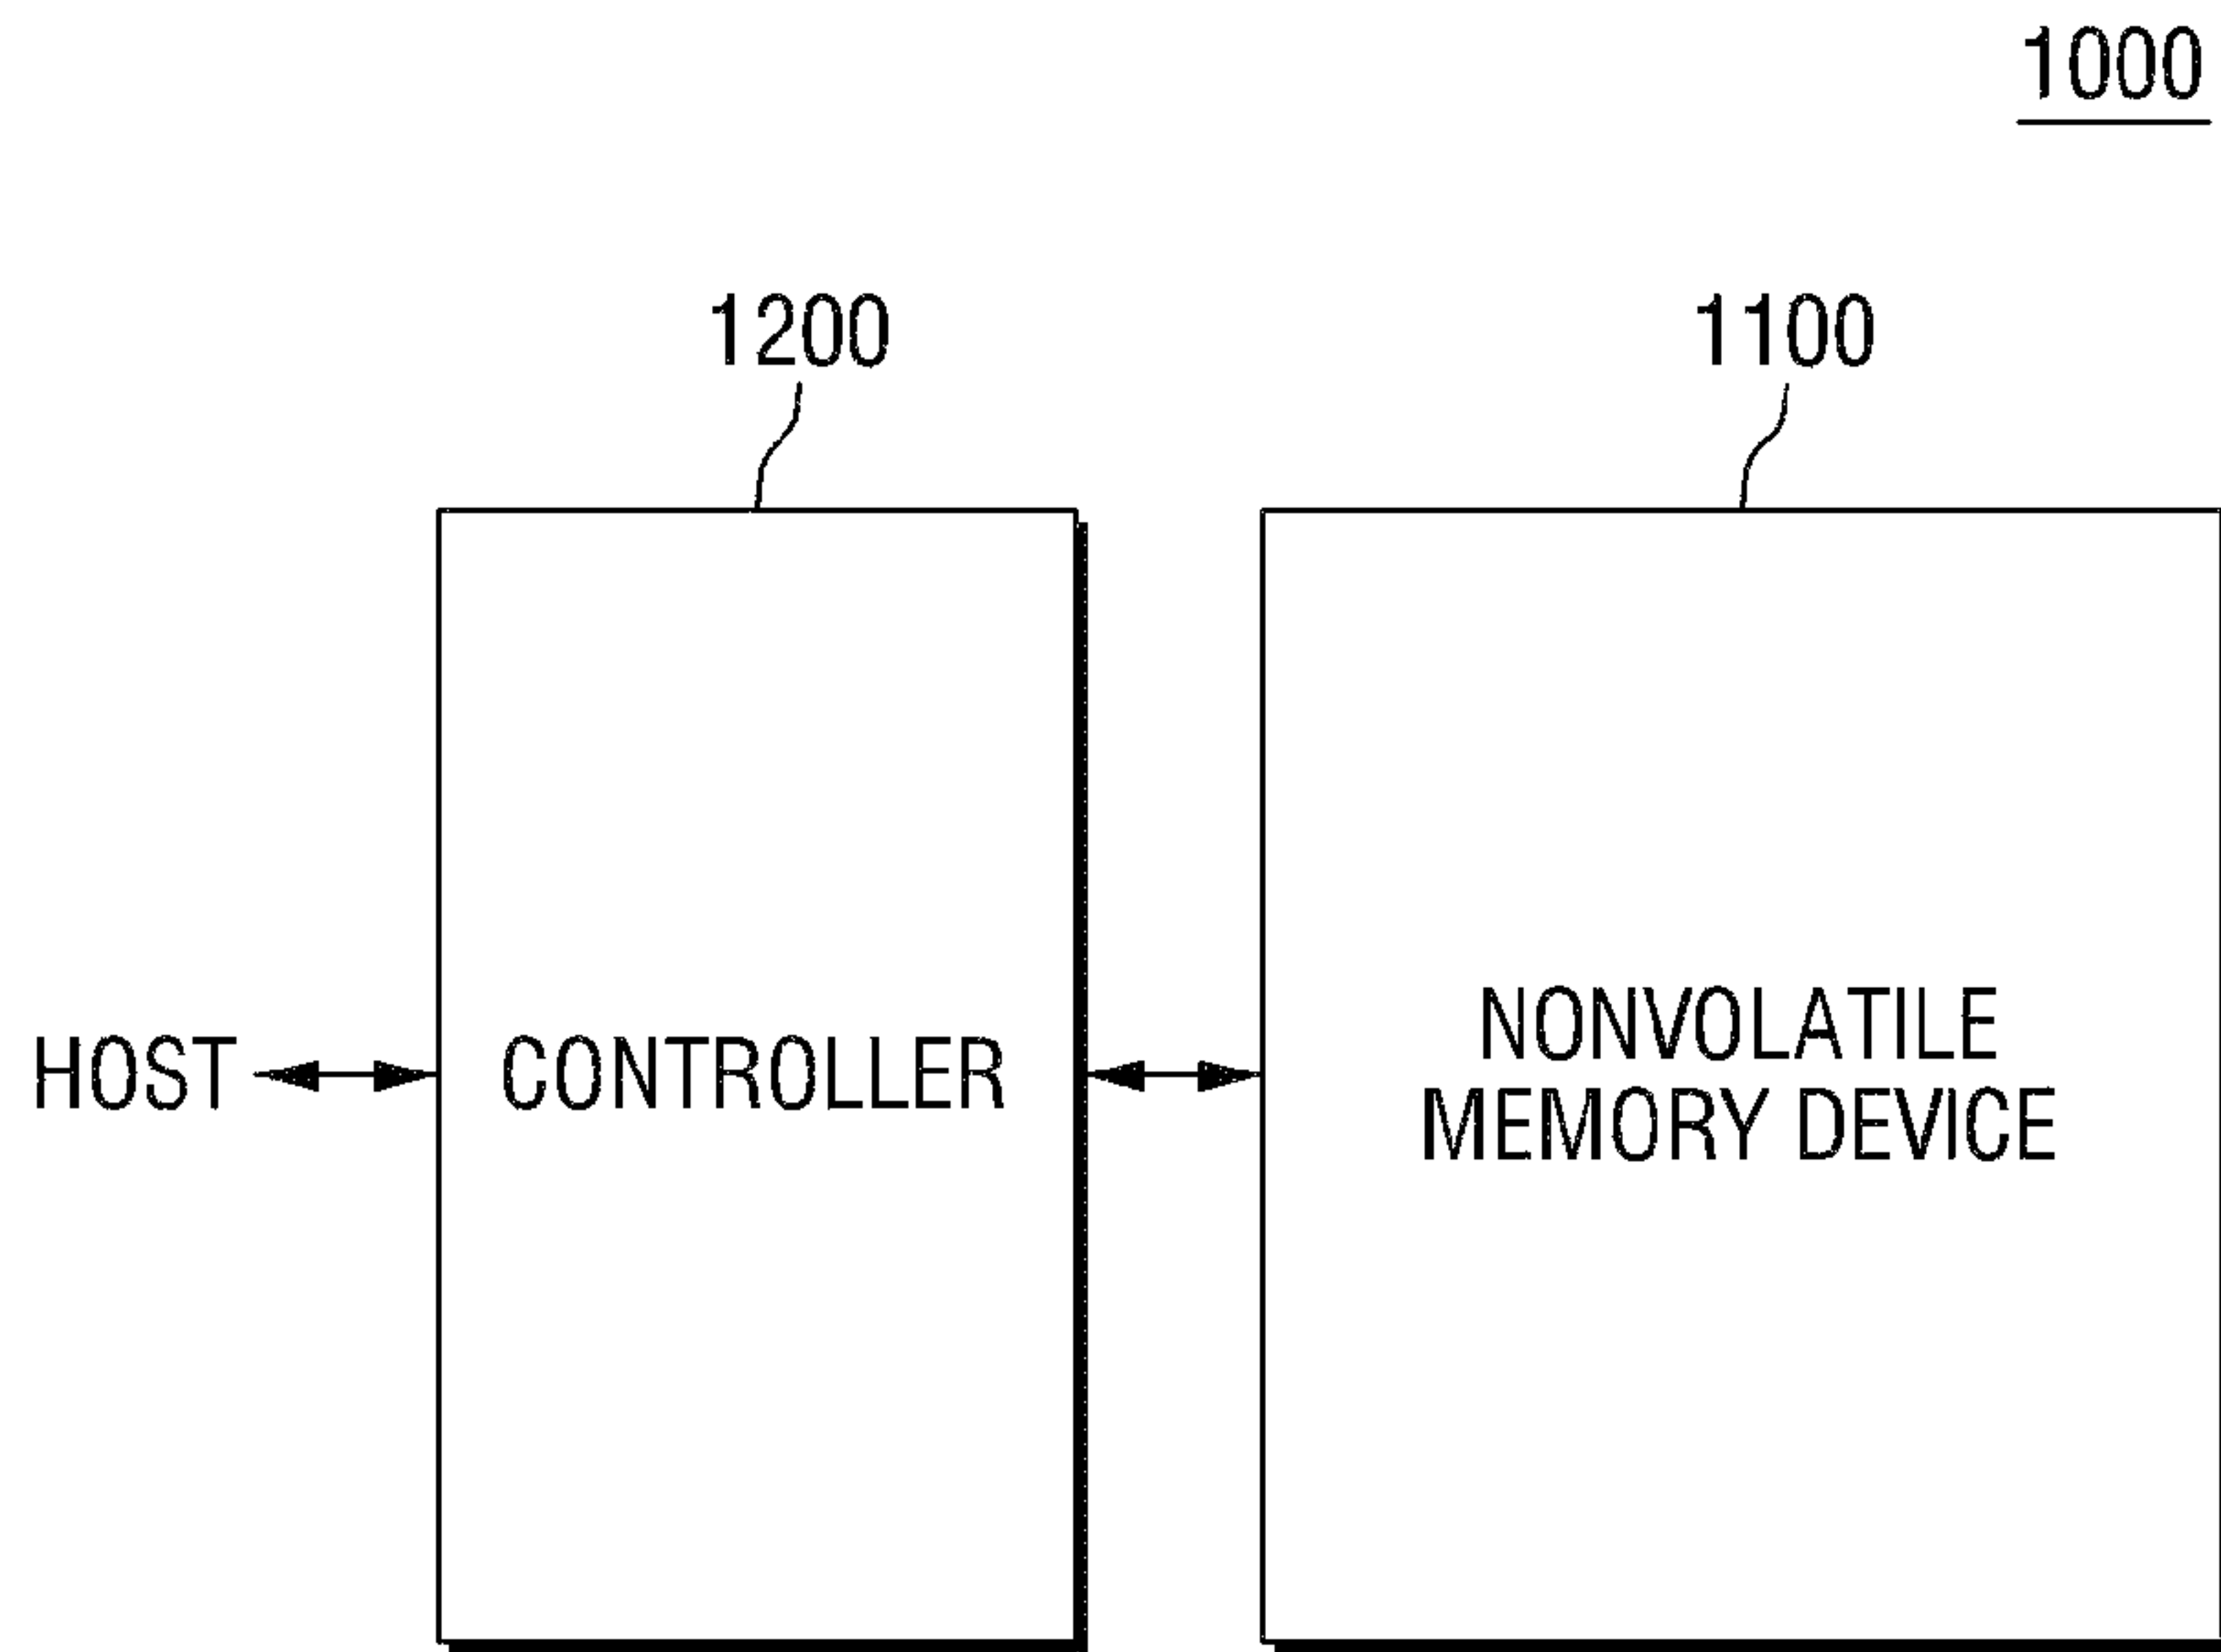 1000
1200
1100
HOST
CONTROLLER
NONVOLATILE
MEMORY DEVICE